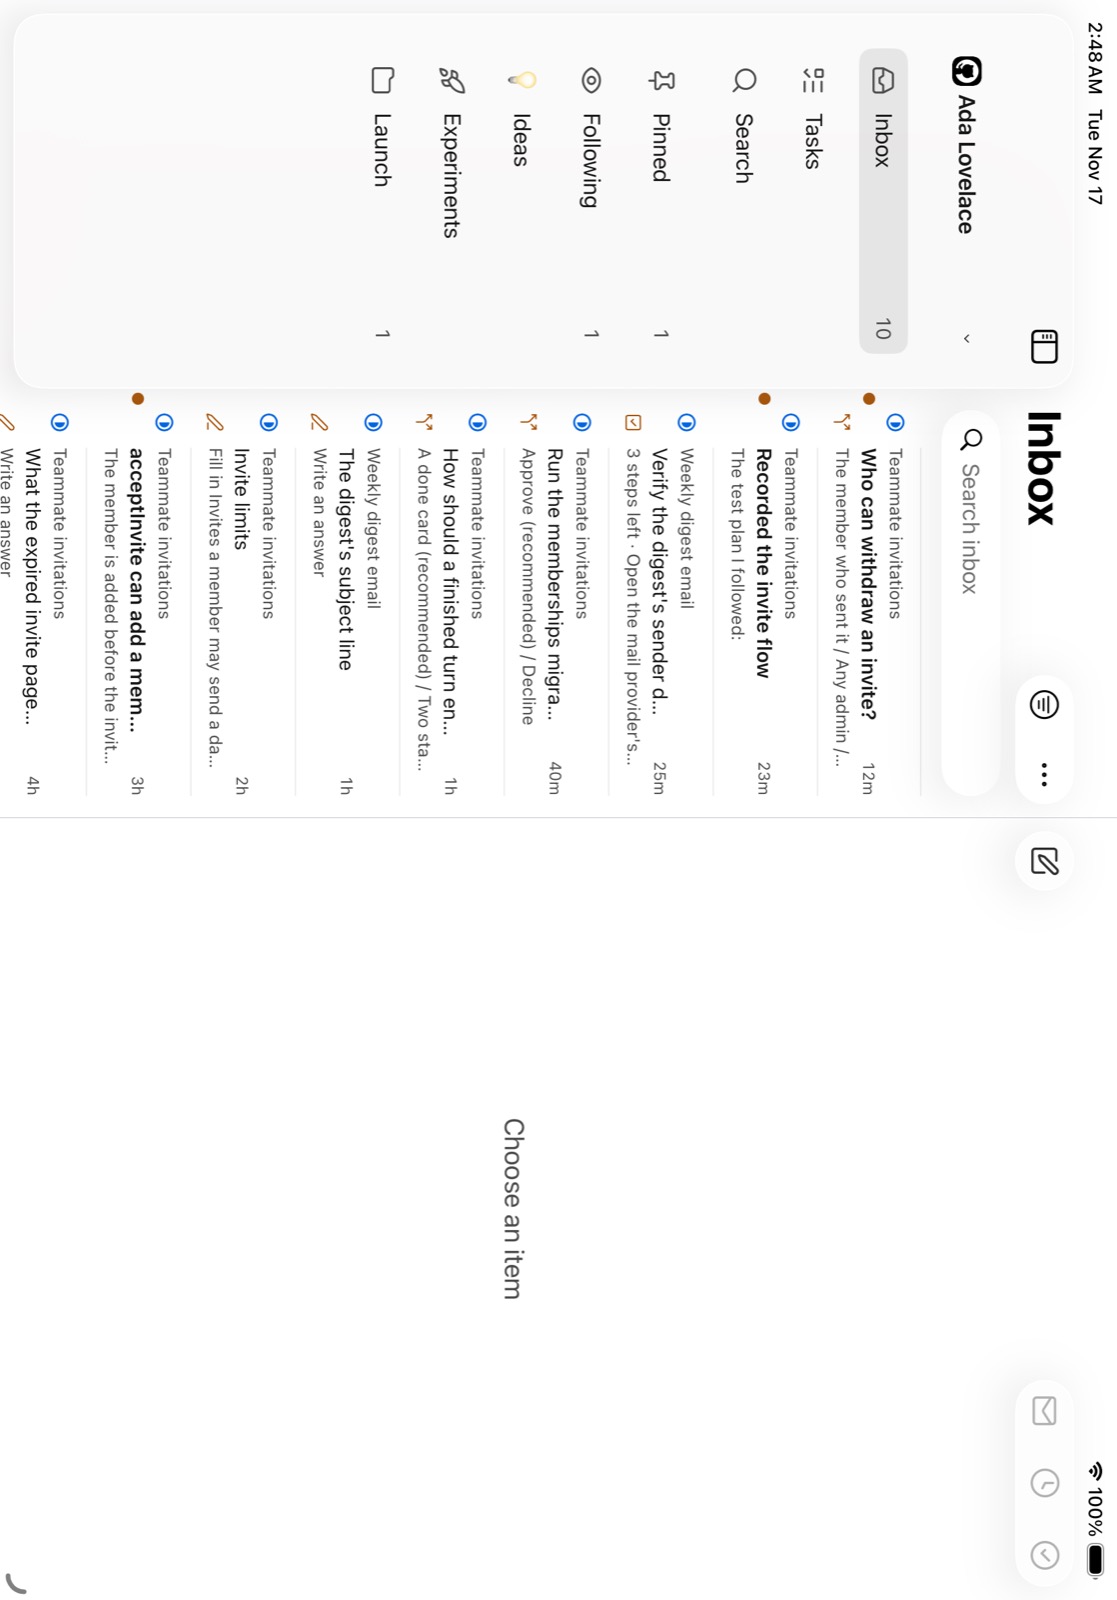 2:48 AM Tue Nov 17
100%
Ada Lovelace
Inbox 10
Tasks
Search
Pinned 1
Following 1
Ideas
Experiments
Launch 1
Inbox
Search inbox
Teammate invitations
Who can withdraw an invite? 12m
The member who sent it / Any admin /...
Teammate invitations
Recorded the invite flow 23m
The test plan I followed:
Weekly digest email
Verify the digest's sender d... 25m
3 steps left · Open the mail provider's...
Teammate invitations
Run the memberships migra... 40m
Approve (recommended) / Decline
Teammate invitations
How should a finished turn en... 1h
A done card (recommended) / Two sta...
Weekly digest email
The digest's subject line 1h
Write an answer
Teammate invitations
Invite limits 2h
Fill in Invites a member may send a da...
Teammate invitations
acceptInvite can add a mem... 3h
The member is added before the invit...
Teammate invitations
What the expired invite page... 4h
Write an answer
Choose an item